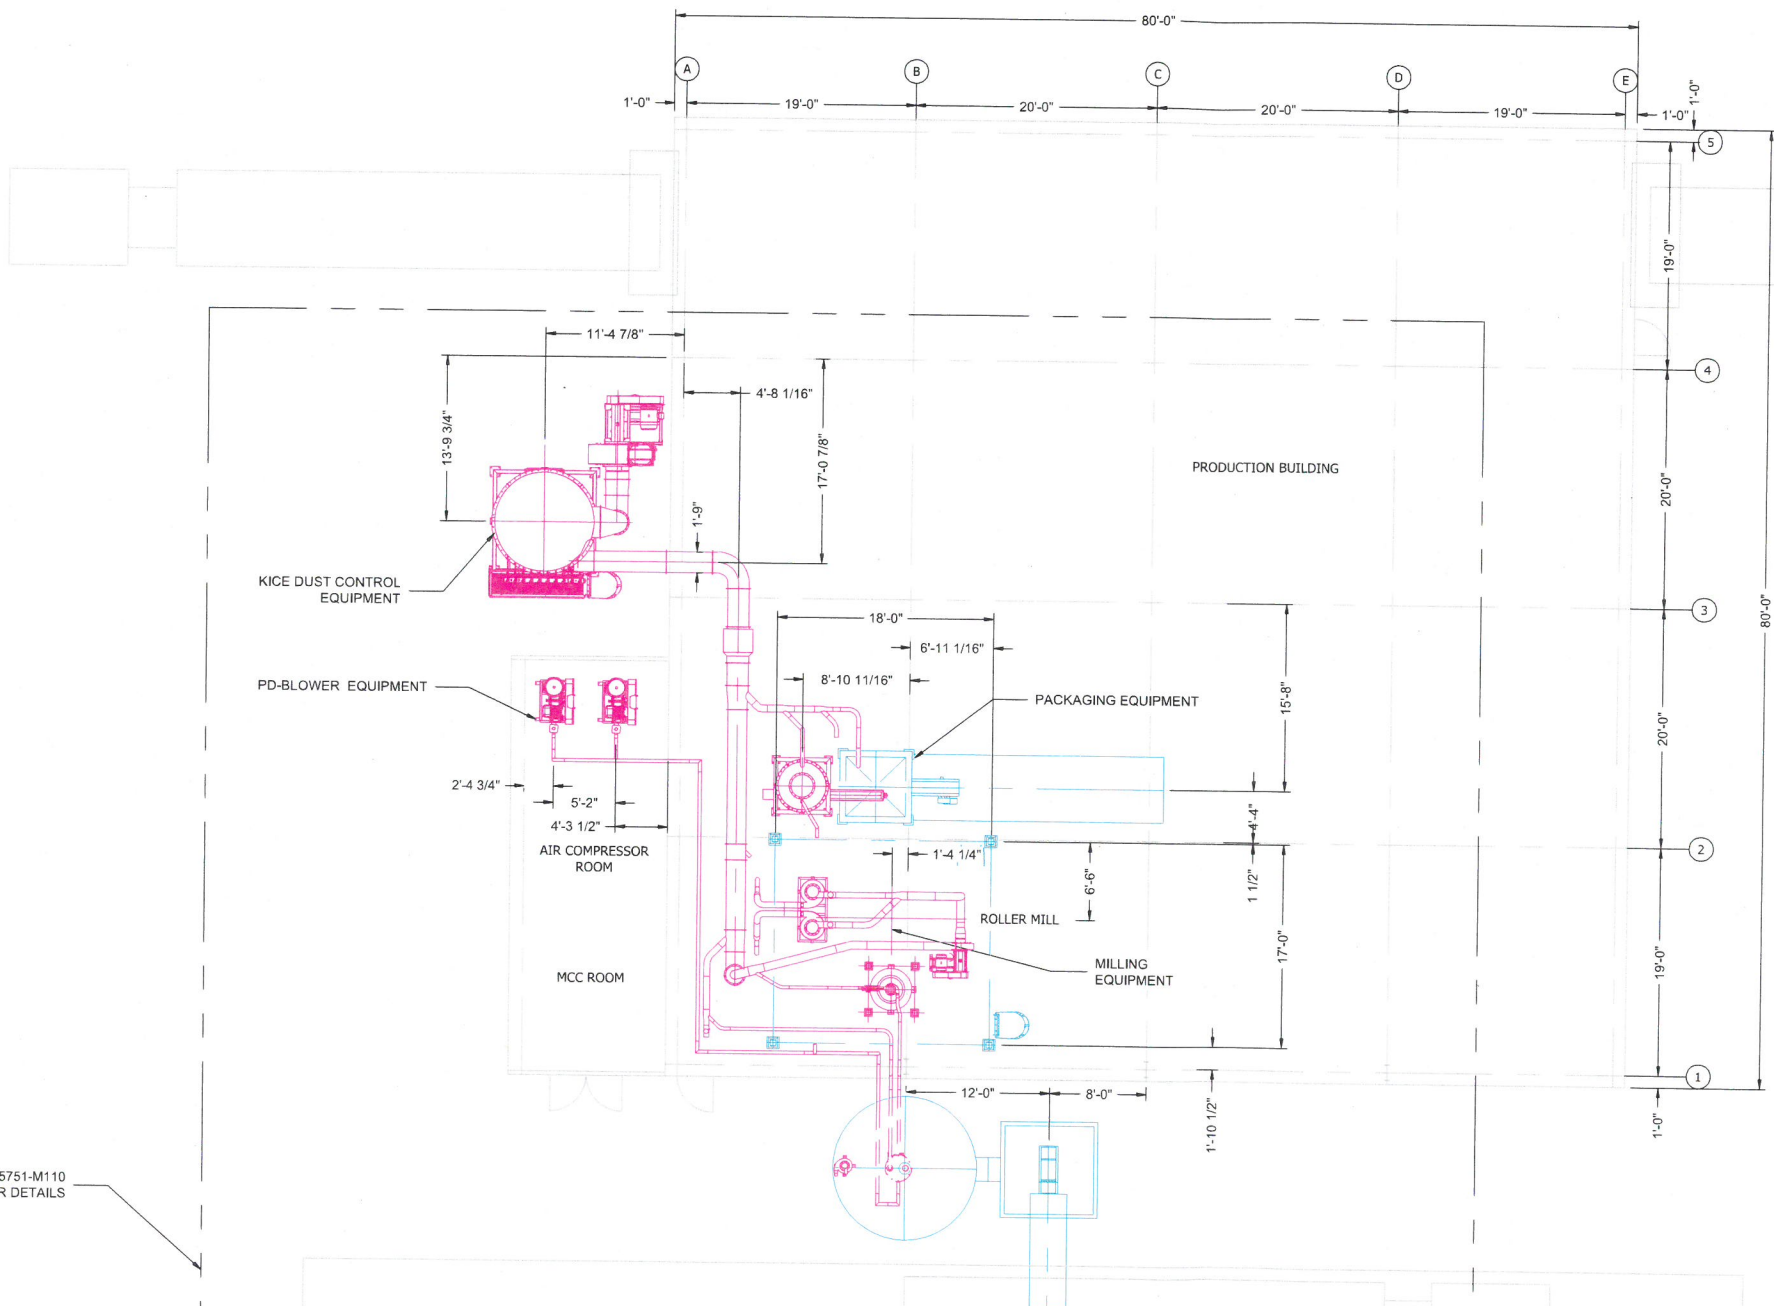 80'-0"
A
B
C
D
E
1'-0"
19'-0"
20'-0"
20'-0"
19'-0"
1'-0"
1'-0"
5
11'-4 7/8"
19'-0"
4
4'-8 1/16"
13'-9 3/4"
17'-0 7/8"
PRODUCTION BUILDING
20'-0"
1'-9"
KICE DUST CONTROL
EQUIPMENT
3
80'-0"
18'-0"
6'-11 1/16"
8'-10 11/16"
PD-BLOWER EQUIPMENT
PACKAGING EQUIPMENT
15'-8"
20'-0"
2'-4 3/4"
5'-2"
4'-3 1/2"
4'-4"
AIR COMPRESSOR
ROOM
1'-4 1/4"
2
6'-6"
1 1/2"
ROLLER MILL
17'-0"
19'-0"
MILLING
EQUIPMENT
MCC ROOM
1
12'-0"
8'-0"
1'-10 1/2"
1'-0"
5751-M110
R DETAILS